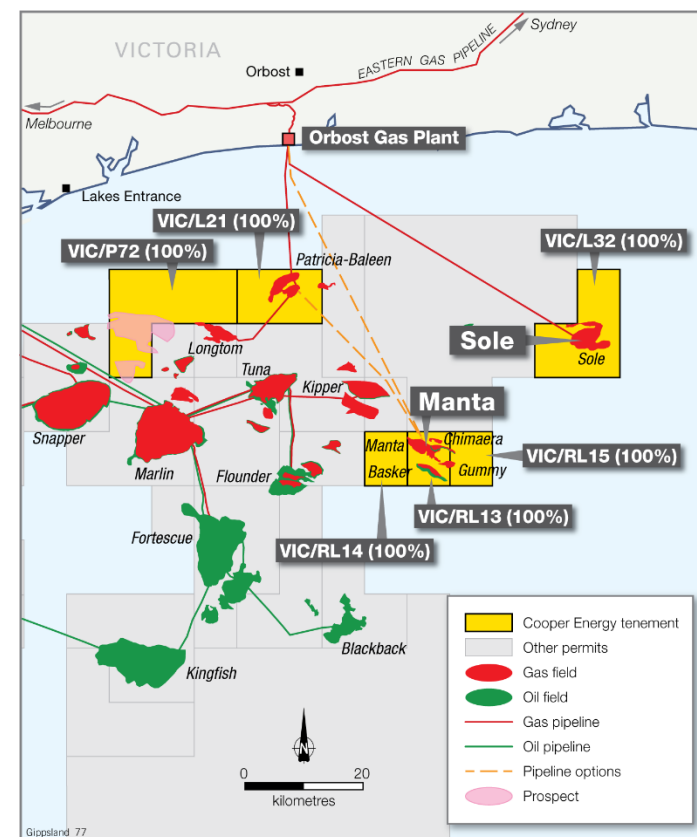 Sydney
VICTORIA
EASTERN GAS PIPELINE
Orbost
Melbourne
Orbost Gas Plant
Lakes Entrance
VIC/L21 (100%)
VIC/P72 (100%)
VIC/L32 (100%)
Patricia-Baleen
Sole
Longtom
Sole
Tuna
Kipper
Manta
Snapper
Manta
Chimaera
Marlin
Flounder
Basker
Gummy
VIC/RL15 (100%)
VIC/RL13 (100%)
Fortescue
VIC/RL14 (100%)
Blackback
Kingfish
Cooper Energy tenement
Other permits
Gas field
Oil field
Gas pipeline
Oil pipeline
Pipeline options
Prospect
N
0 20
kilometres
Gippsland 77